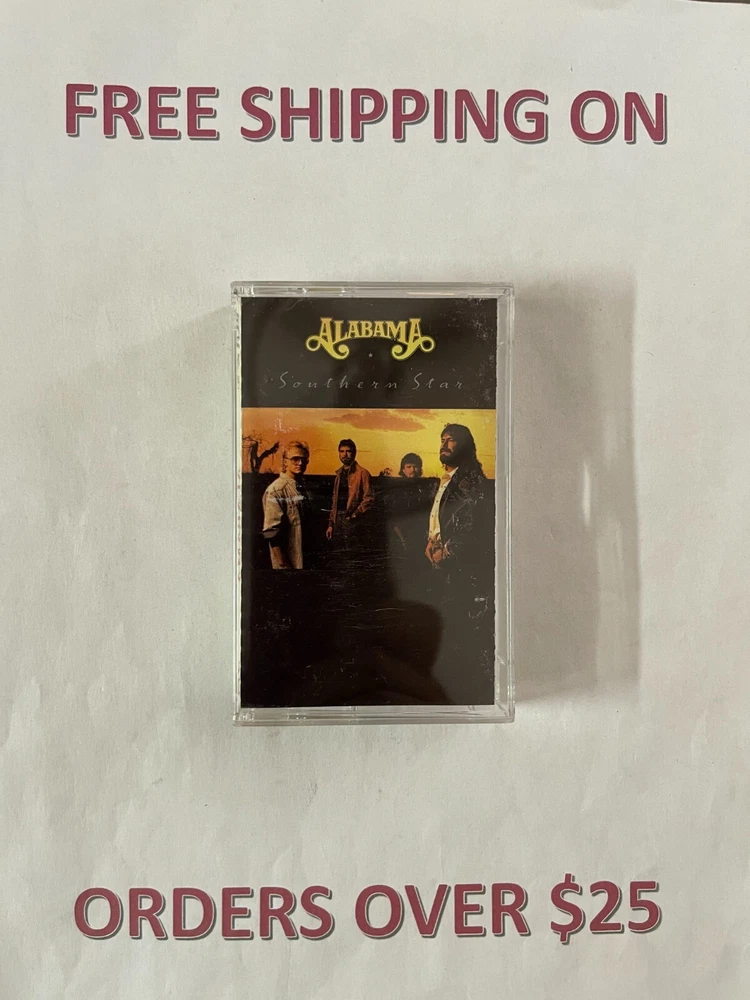 FREE SHIPPING ON
ALABAMA
Southern Star
ORDERS OVER $25